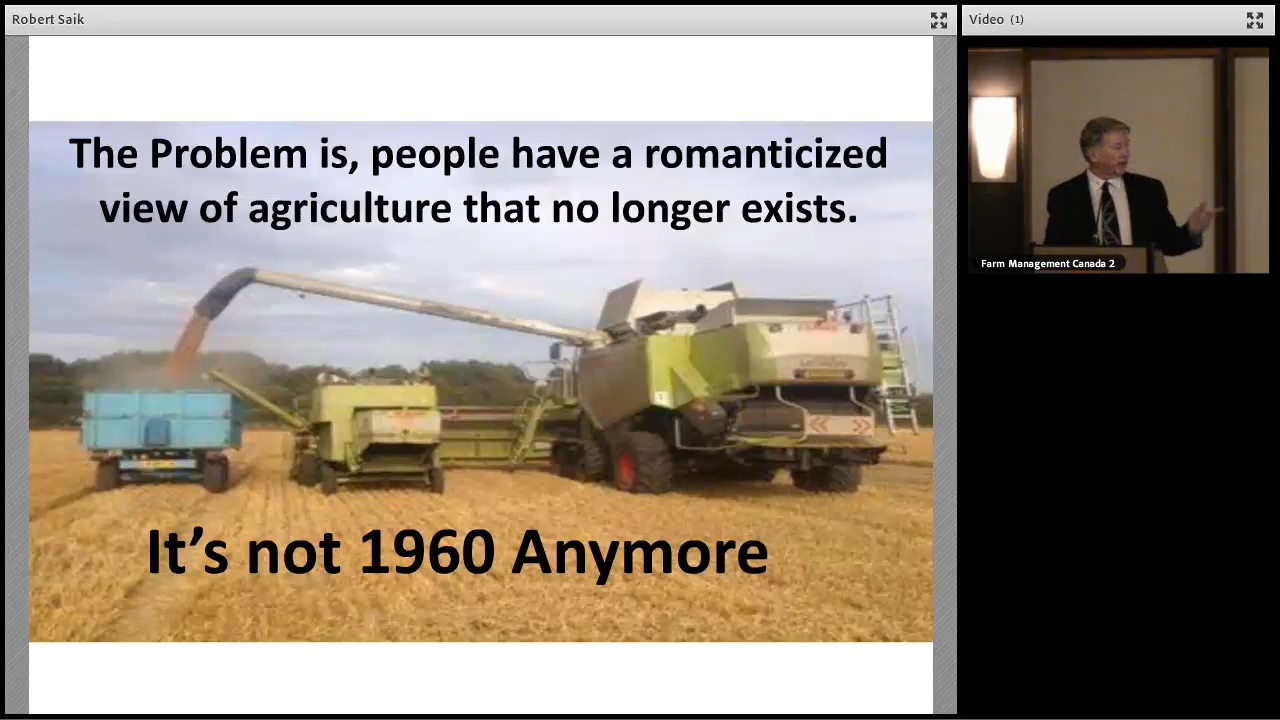 Robert Saik
Video (1)
The Problem is, people have a romanticized
view of agriculture that no longer exists.
It's not 1960 Anymore
Farm Management Canada 2